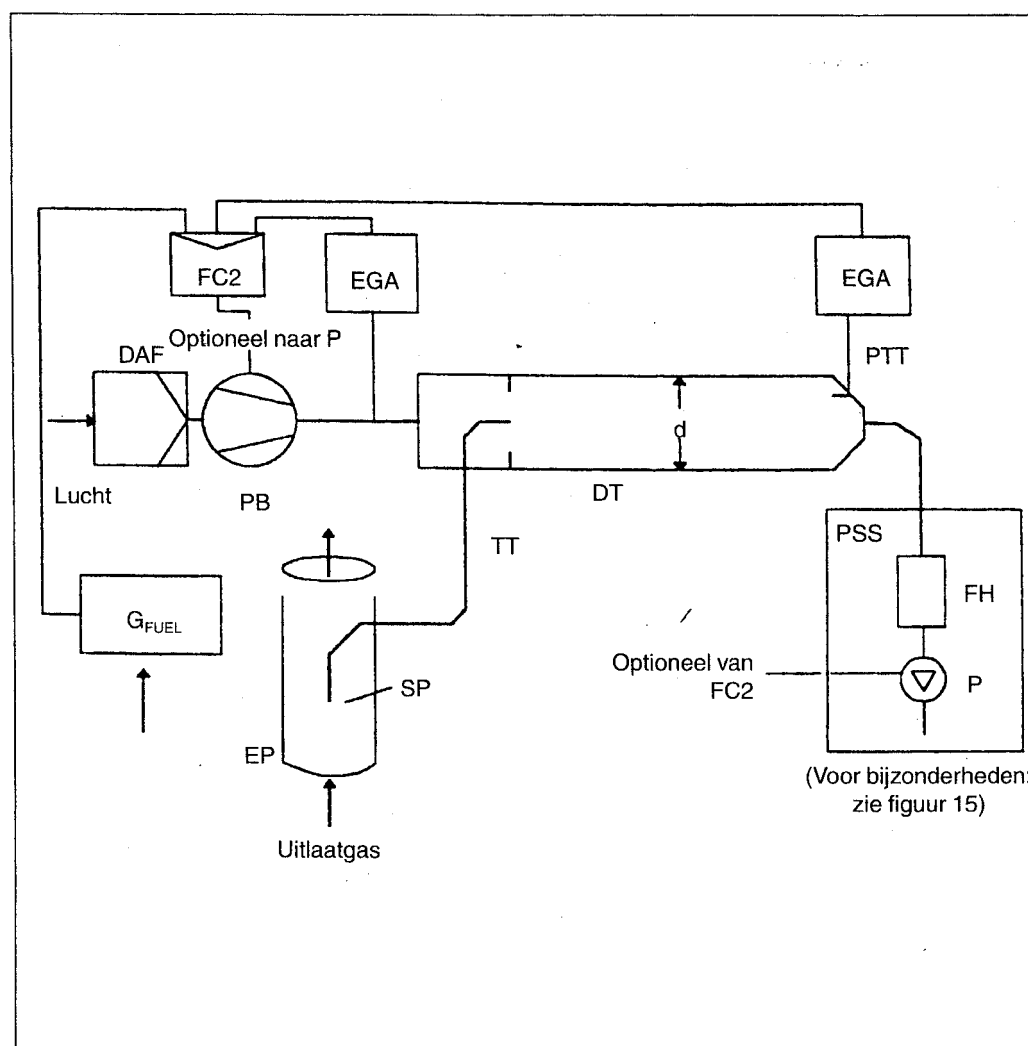 FC2
EGA
EGA
Optioneel naar P
DAF
PTT
d
Lucht
PB
DT
TT
PSS
FH
GFUEL
Optioneel van
FC2
P
SP
EP
(Voor bijzonderheden:
zie figuur 15)
Uitlaatgas